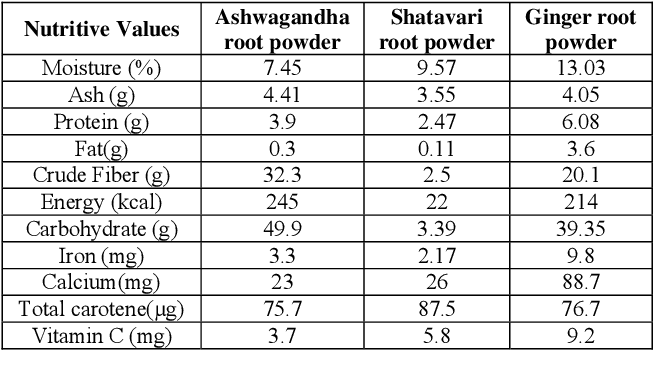 Nutritive Values Ashwagandha root powder Shatavari root powder Ginger root powder
Moisture (%) 7.45 9.57 13.03
Ash (g) 4.41 3.55 4.05
Protein (g) 3.9 2.47 6.08
Fat(g) 0.3 0.11 3.6
Crude Fiber (g) 32.3 2.5 20.1
Energy (kcal) 245 22 214
Carbohydrate (g) 49.9 3.39 39.35
Iron (mg) 3.3 2.17 9.8
Calcium(mg) 23 26 88.7
Total carotene(µg) 75.7 87.5 76.7
Vitamin C (mg) 3.7 5.8 9.2